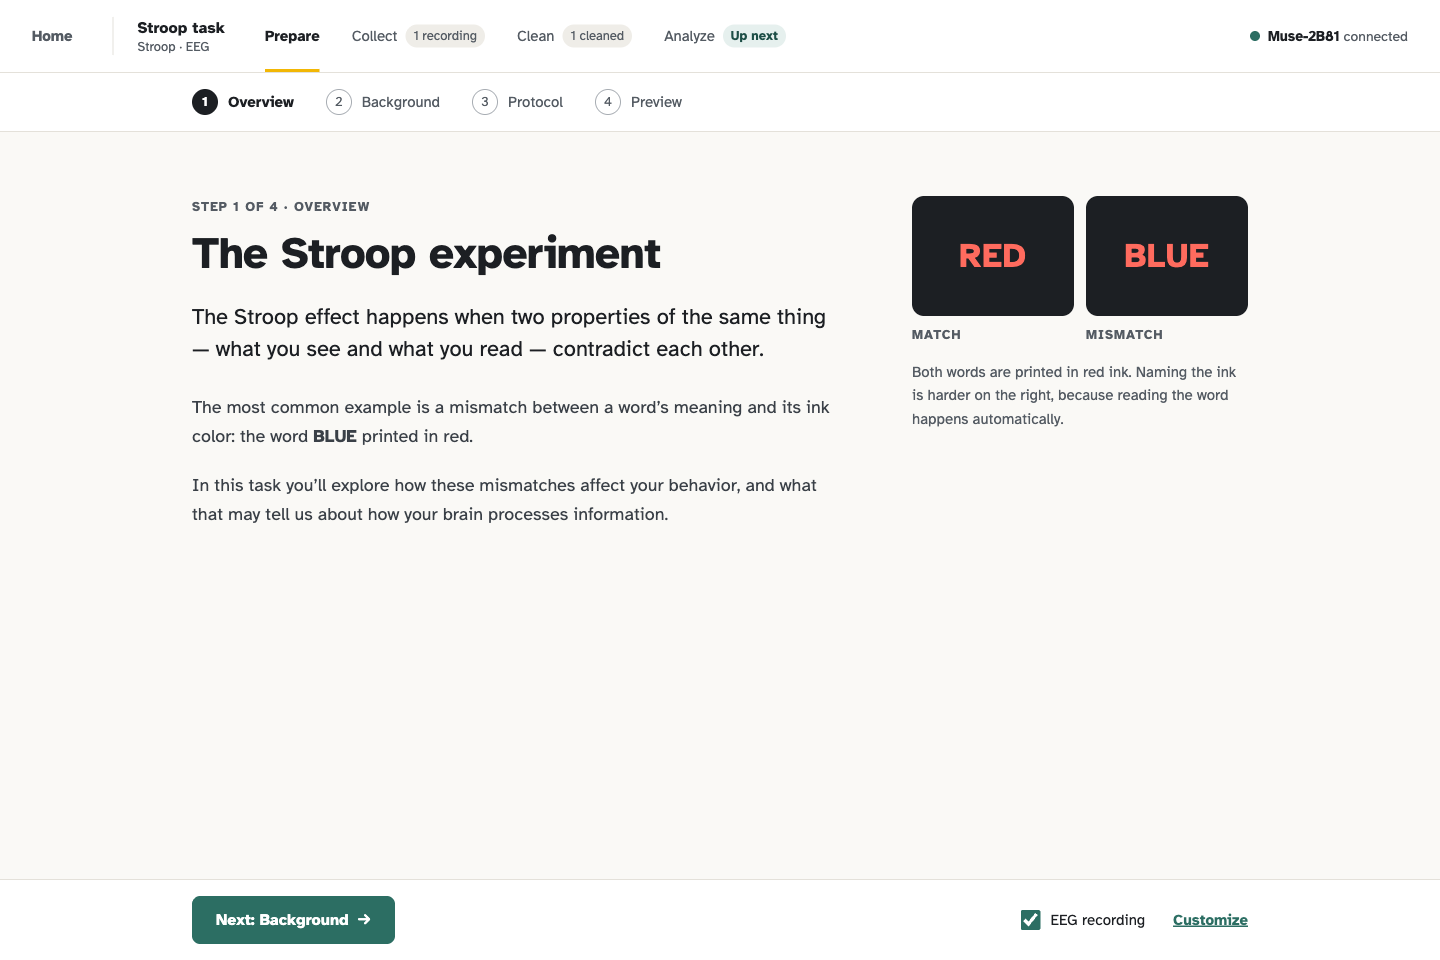 Home
Stroop task
Stroop · EEG
Prepare
Collect 1 recording
Clean 1 cleaned
Analyze Up next
Muse-2B81 connected
1 Overview
2 Background
3 Protocol
4 Preview
STEP 1 OF 4 · OVERVIEW
The Stroop experiment
The Stroop effect happens when two properties of the same thing
— what you see and what you read — contradict each other.
The most common example is a mismatch between a word’s meaning and its ink
color: the word BLUE printed in red.
In this task you’ll explore how these mismatches affect your behavior, and what
that may tell us about how your brain processes information.
RED
BLUE
MATCH
MISMATCH
Both words are printed in red ink. Naming the ink
is harder on the right, because reading the word
happens automatically.
Next: Background →
EEG recording
Customize